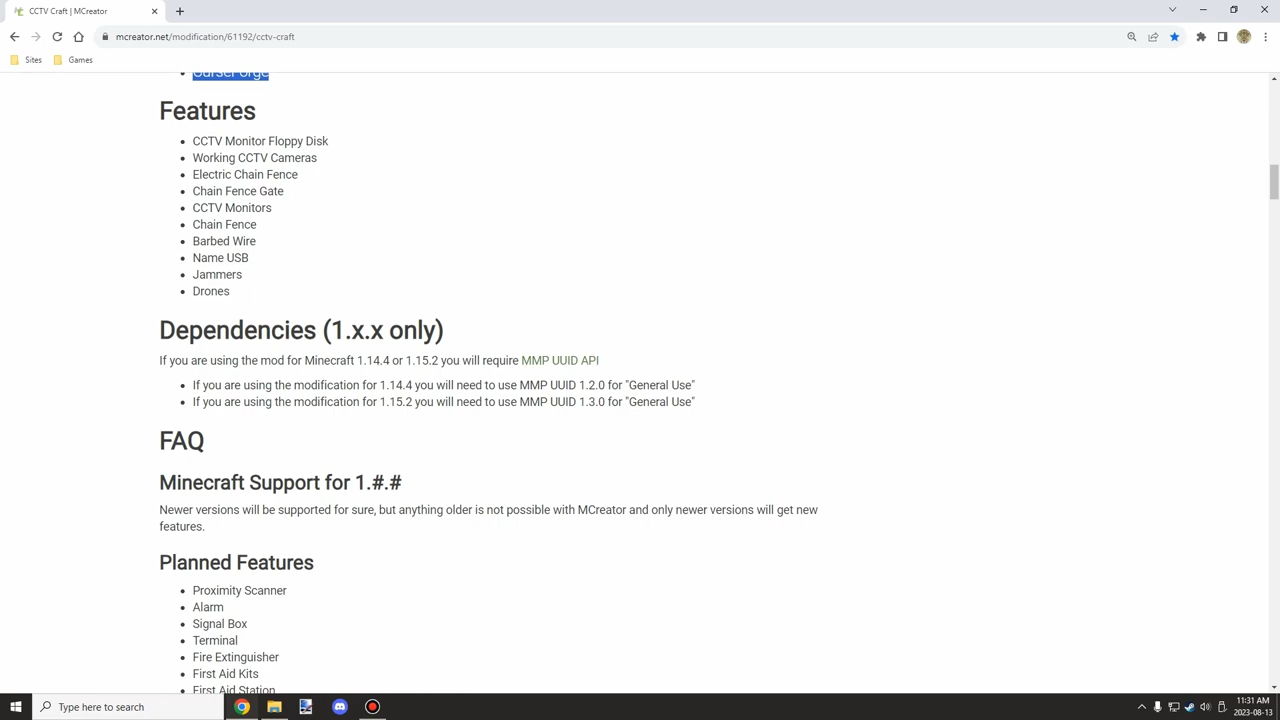 CCTV Craft | MCreator
mcreator.net/modification/61192/cctv-craft
Sites
Games
CurseForge
Features
CCTV Monitor Floppy Disk
Working CCTV Cameras
Electric Chain Fence
Chain Fence Gate
CCTV Monitors
Chain Fence
Barbed Wire
Name USB
Jammers
Drones
Dependencies (1.x.x only)
If you are using the mod for Minecraft 1.14.4 or 1.15.2 you will require MMP UUID API
If you are using the modification for 1.14.4 you will need to use MMP UUID 1.2.0 for "General Use"
If you are using the modification for 1.15.2 you will need to use MMP UUID 1.3.0 for "General Use"
FAQ
Minecraft Support for 1.#.#
Newer versions will be supported for sure, but anything older is not possible with MCreator and only newer versions will get new
features.
Planned Features
Proximity Scanner
Alarm
Signal Box
Terminal
Fire Extinguisher
First Aid Kits
First Aid Station
Type here to search
11:31 AM
2023-08-13